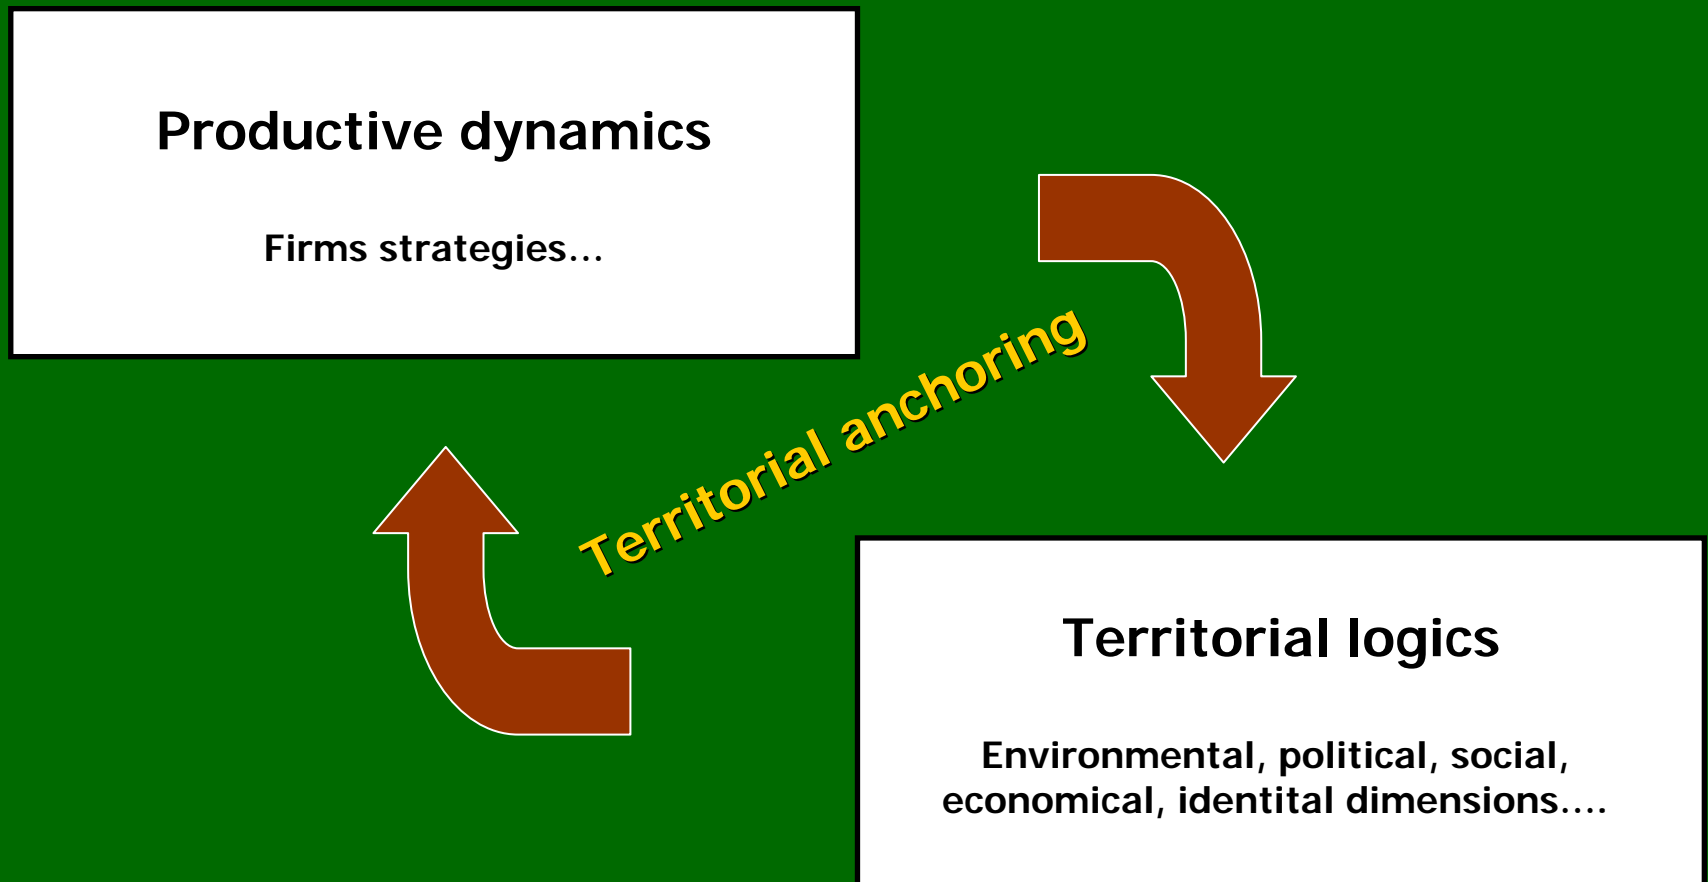 Productive dynamics
Firms strategies...
Territorial anchoring
Territorial logics
Environmental, political, social,
economical, identital dimensions....